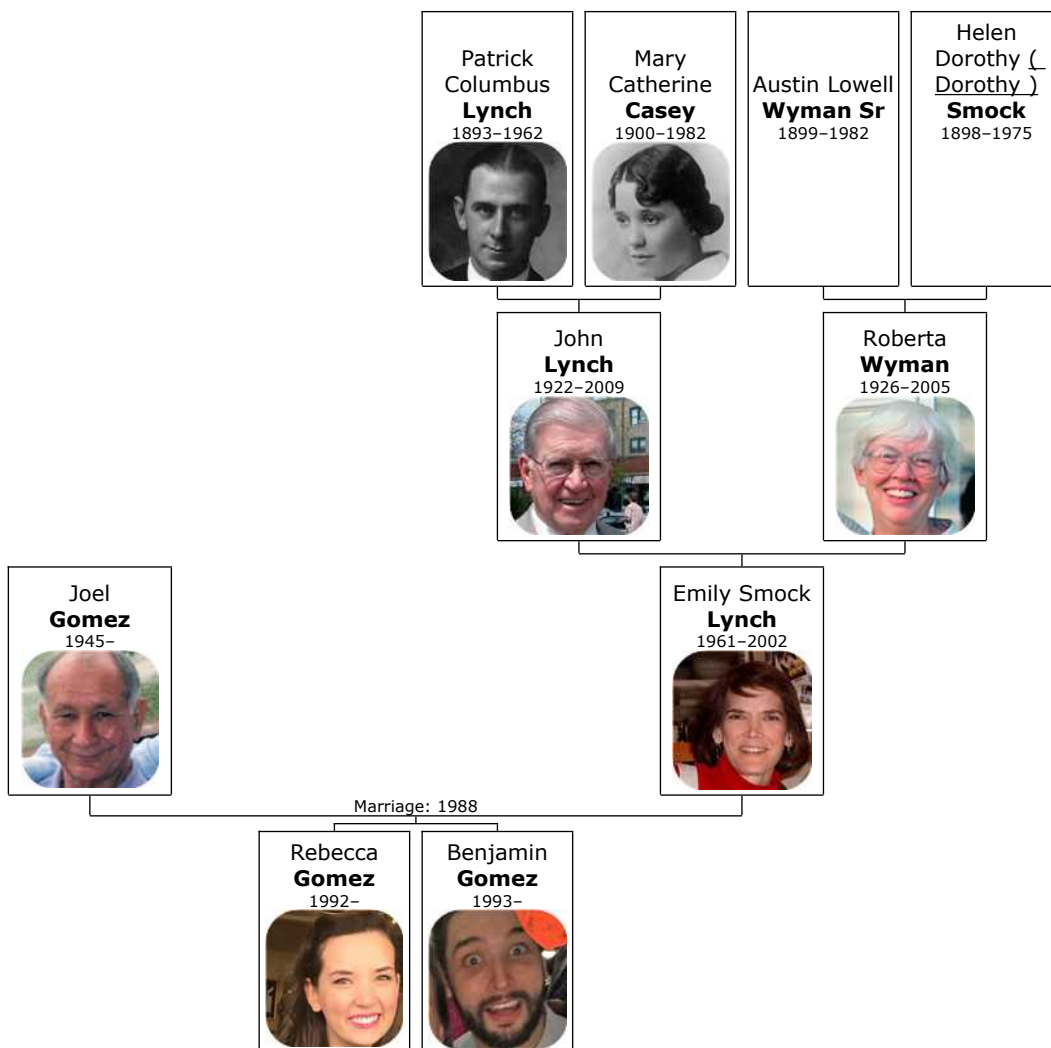 Patrick
Columbus
Lynch
1893–1962
Mary
Catherine
Casey
1900–1982
Austin Lowell
Wyman Sr
1899–1982
Helen
Dorothy (
Dorothy )
Smock
1898–1975
John
Lynch
1922–2009
Roberta
Wyman
1926–2005
Joel
Gomez
1945–
Emily Smock
Lynch
1961–2002
Marriage: 1988
Rebecca
Gomez
1992–
Benjamin
Gomez
1993–